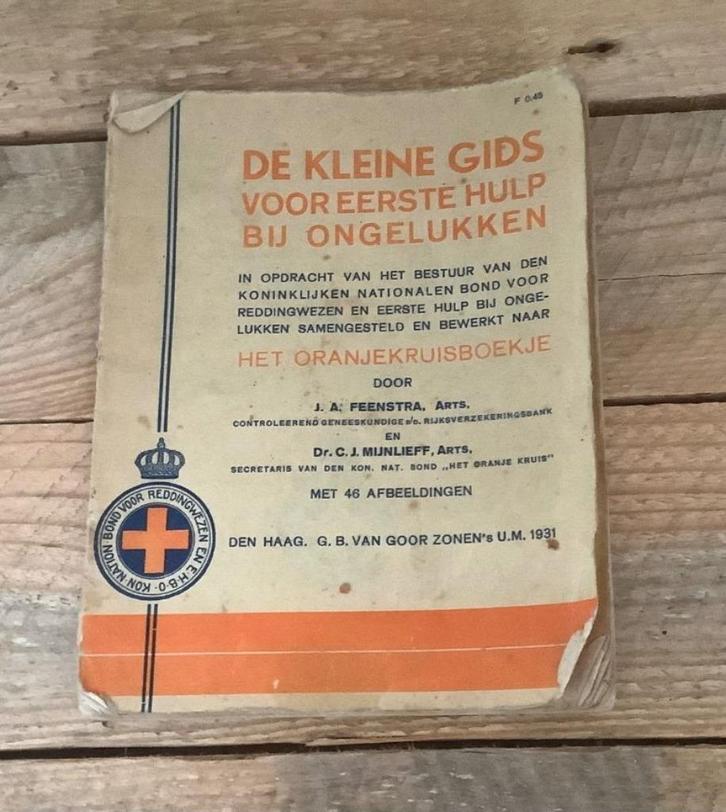 F 0.45
DE KLEINE GIDS
VOOR EERSTE HULP
BIJ ONGELUKKEN
IN OPDRACHT VAN HET BESTUUR VAN DEN
KONINKLIJKEN NATIONALEN BOND VOOR
REDDINGWEZEN EN EERSTE HULP BIJ ONGE-
LUKKEN SAMENGESTELD EN BEWERKT NAAR
HET ORANJEKRUISBOEKJE
DOOR
J. A. FEENSTRA, ARTS,
CONTROLEEREND GENEESKUNDIGE b/d. RIJKSVERZEKERINGSBANK
EN
Dr. C. J. MIJNLIEFF, ARTS,
SECRETARIS VAN DEN KON. NAT. BOND „HET ORANJE KRUIS”
MET 46 AFBEELDINGEN
DEN HAAG. G. B. VAN GOOR ZONEN's U.M. 1931
KON·NATION·BOND VOOR REDDINGWEZEN EN E·H·B·O·